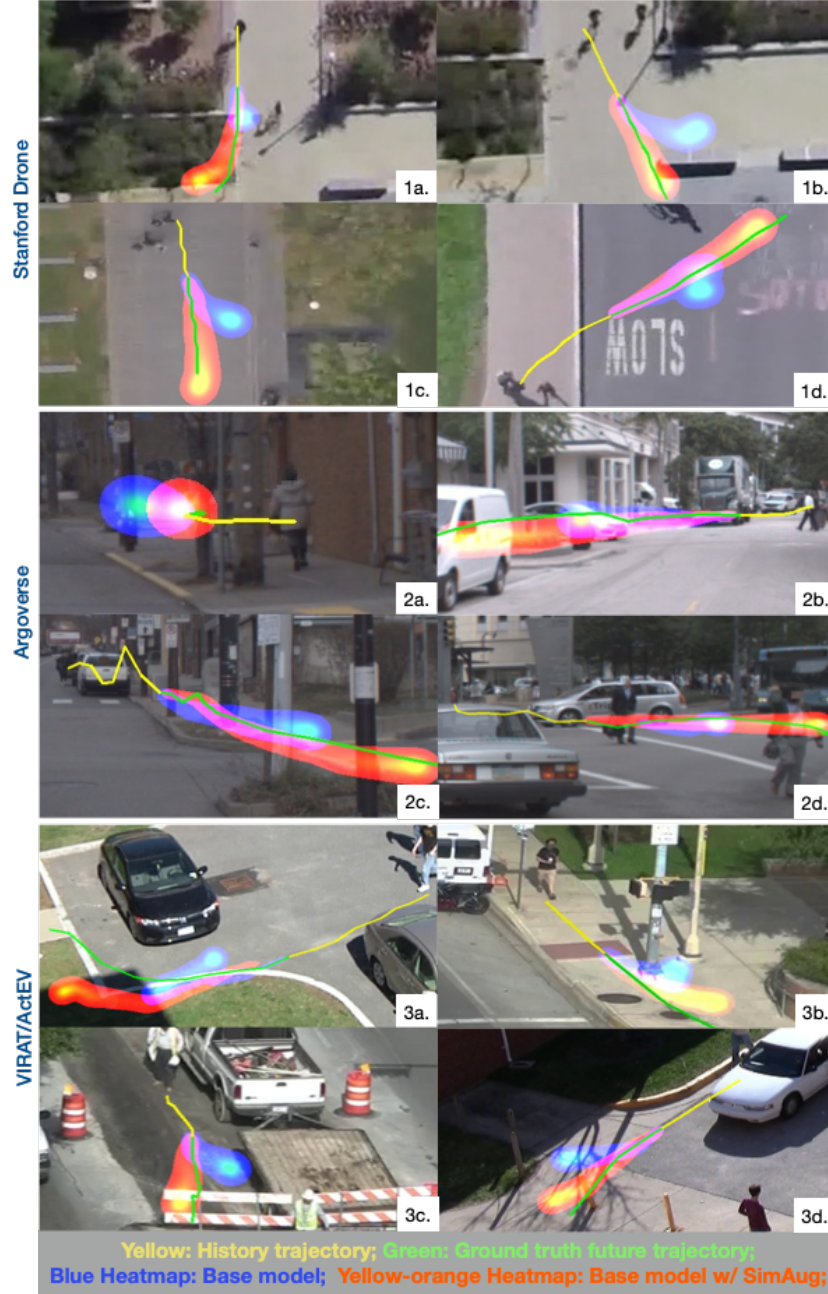 Stanford Drone
1a.
1b.
SLOW
1c.
1d.
Argoverse
2a.
2b.
2c.
2d.
VIRAT/ActEV
3a.
3b.
3c.
3d.
Yellow: History trajectory; Green: Ground truth future trajectory;
Blue Heatmap: Base model; Yellow-orange Heatmap: Base model w/ SimAug;